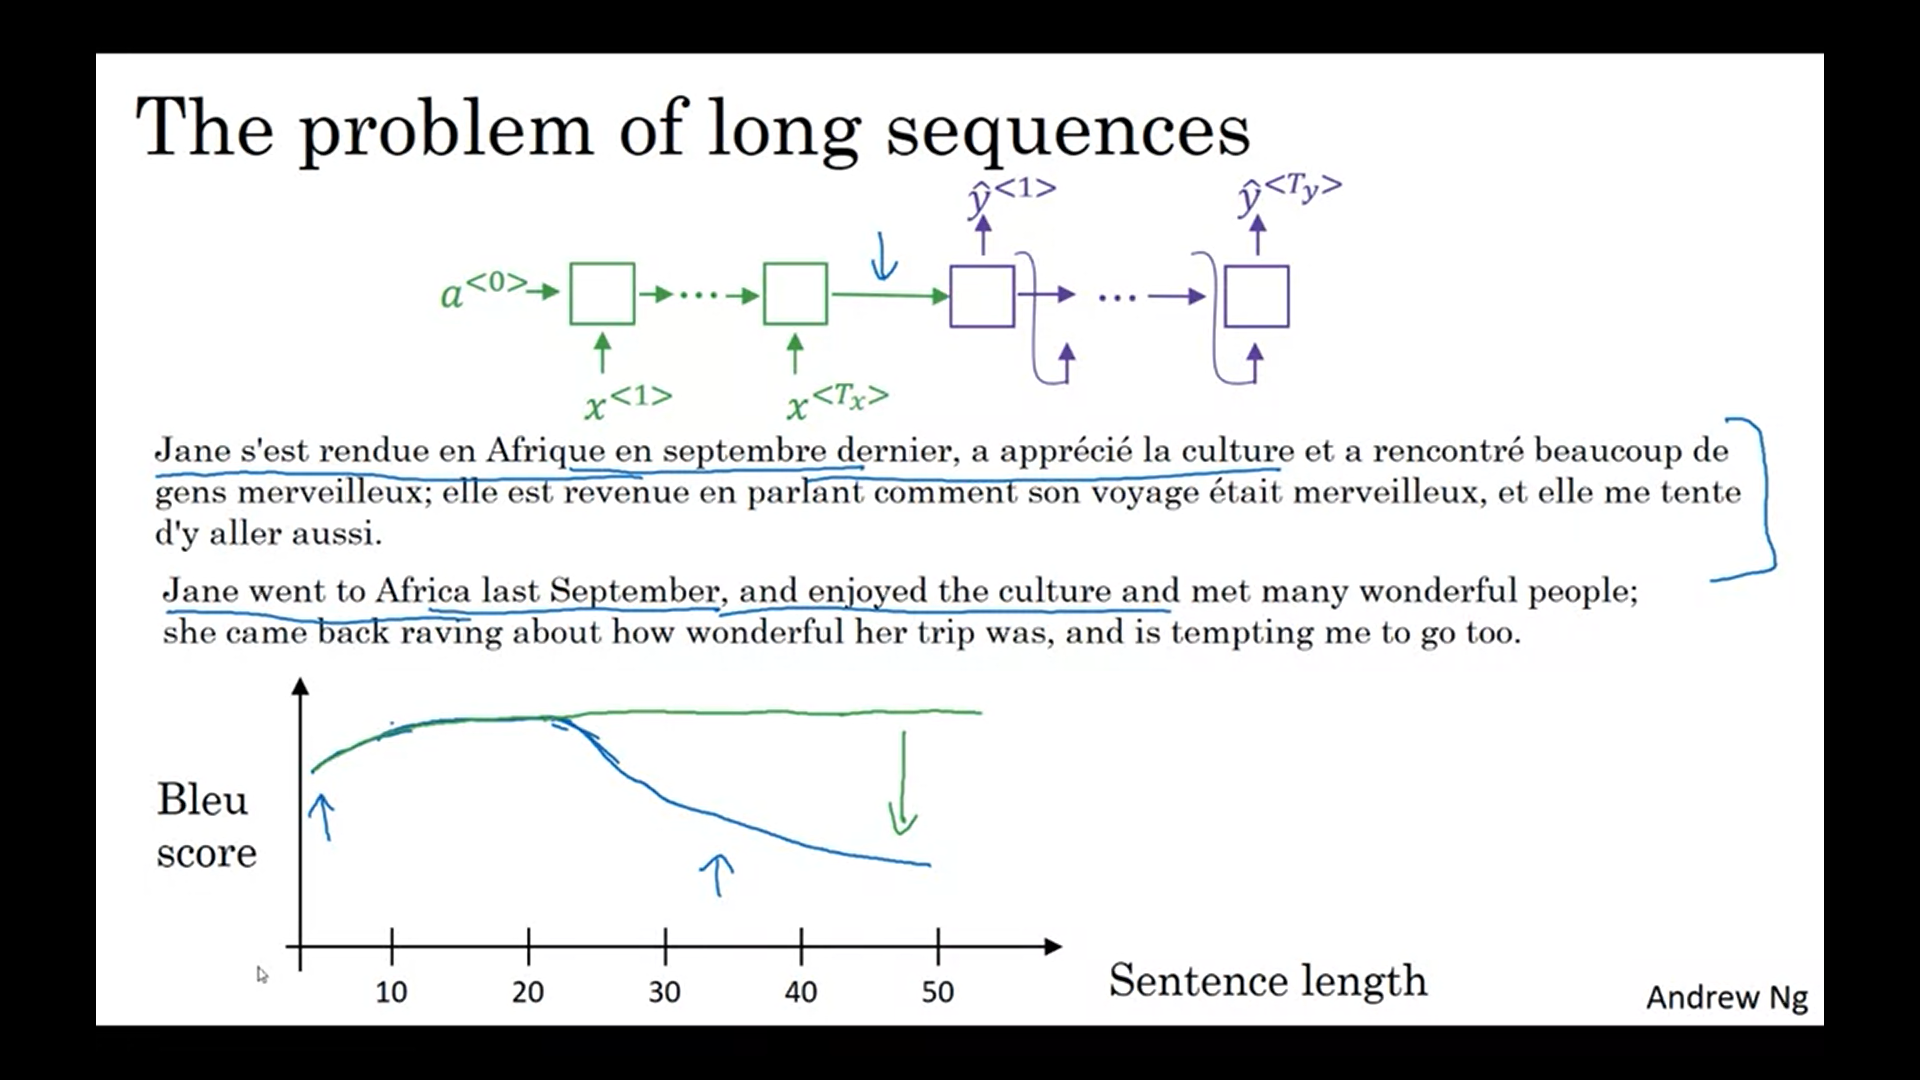 The problem of long sequences
ŷ<1> ŷ<Ty>
a<0>
x<1> x<Tx>
Jane s'est rendue en Afrique en septembre dernier, a apprécié la culture et a rencontré beaucoup de
gens merveilleux; elle est revenue en parlant comment son voyage était merveilleux, et elle me tente
d'y aller aussi.
Jane went to Africa last September, and enjoyed the culture and met many wonderful people;
she came back raving about how wonderful her trip was, and is tempting me to go too.
Bleu
score
10 20 30 40 50
Sentence length
Andrew Ng